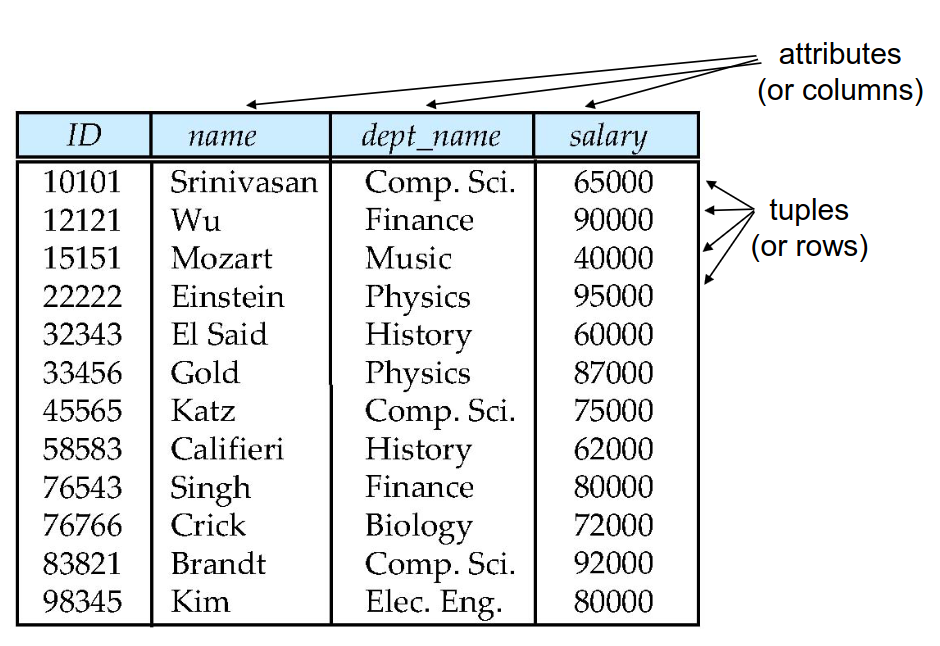 attributes
(or columns)
ID name dept_name salary
10101 Srinivasan Comp. Sci. 65000
12121 Wu Finance 90000
tuples
(or rows)
15151 Mozart Music 40000
22222 Einstein Physics 95000
32343 El Said History 60000
33456 Gold Physics 87000
45565 Katz Comp. Sci. 75000
58583 Califieri History 62000
76543 Singh Finance 80000
76766 Crick Biology 72000
83821 Brandt Comp. Sci. 92000
98345 Kim Elec. Eng. 80000